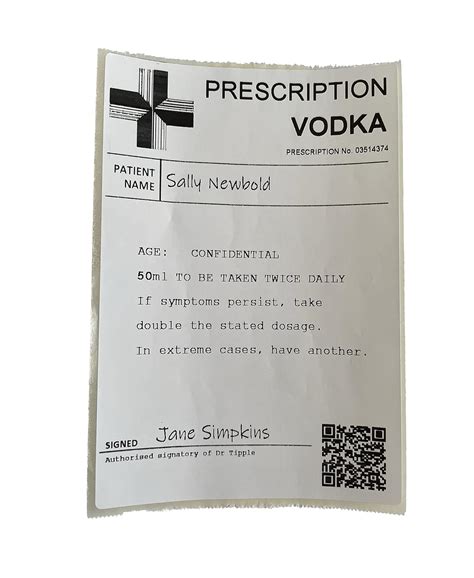 PRESCRIPTION
VODKA
PRESCRIPTION No: 03514374
PATIENT
NAME
Sally Newbold
AGE: CONFIDENTIAL
50ml TO BE TAKEN TWICE DAILY
If symptoms persist, take
double the stated dosage.
In extreme cases, have another.
SIGNED
Jane Simpkins
Authorised signatory of Dr Tipple